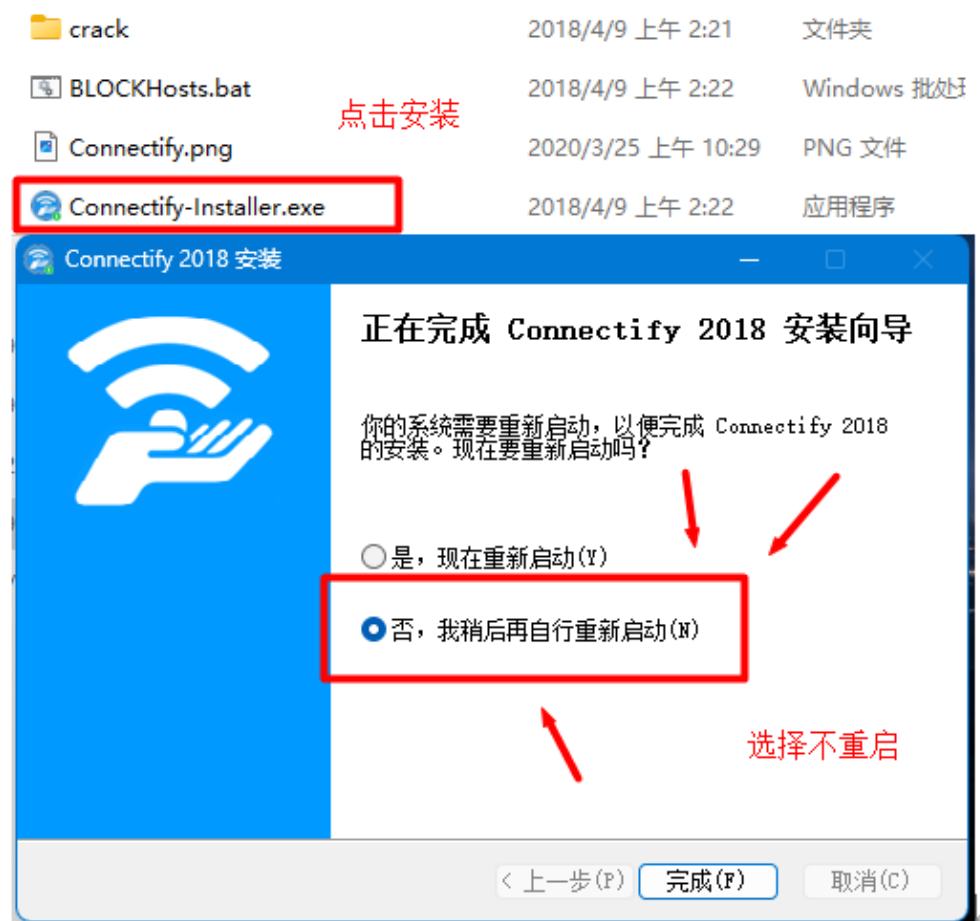 crack 2018/4/9 上午 2:21 文件夹
BLOCKHosts.bat 2018/4/9 上午 2:22 Windows 批处理
点击安装
Connectify.png 2020/3/25 上午 10:29 PNG 文件
Connectify-Installer.exe 2018/4/9 上午 2:22 应用程序
Connectify 2018 安装
正在完成 Connectify 2018 安装向导
你的系统需要重新启动，以便完成 Connectify 2018
的安装。现在要重新启动吗？
是，现在重新启动(Y)
否，我稍后再自行重新启动(N)
选择不重启
< 上一步(P) 完成(F) 取消(C)